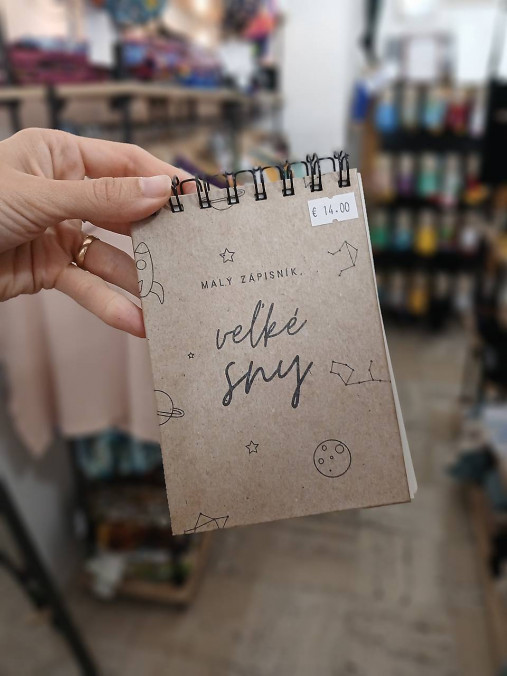 € 14.00
MALÝ ZÁPISNÍK,
veľké
sny